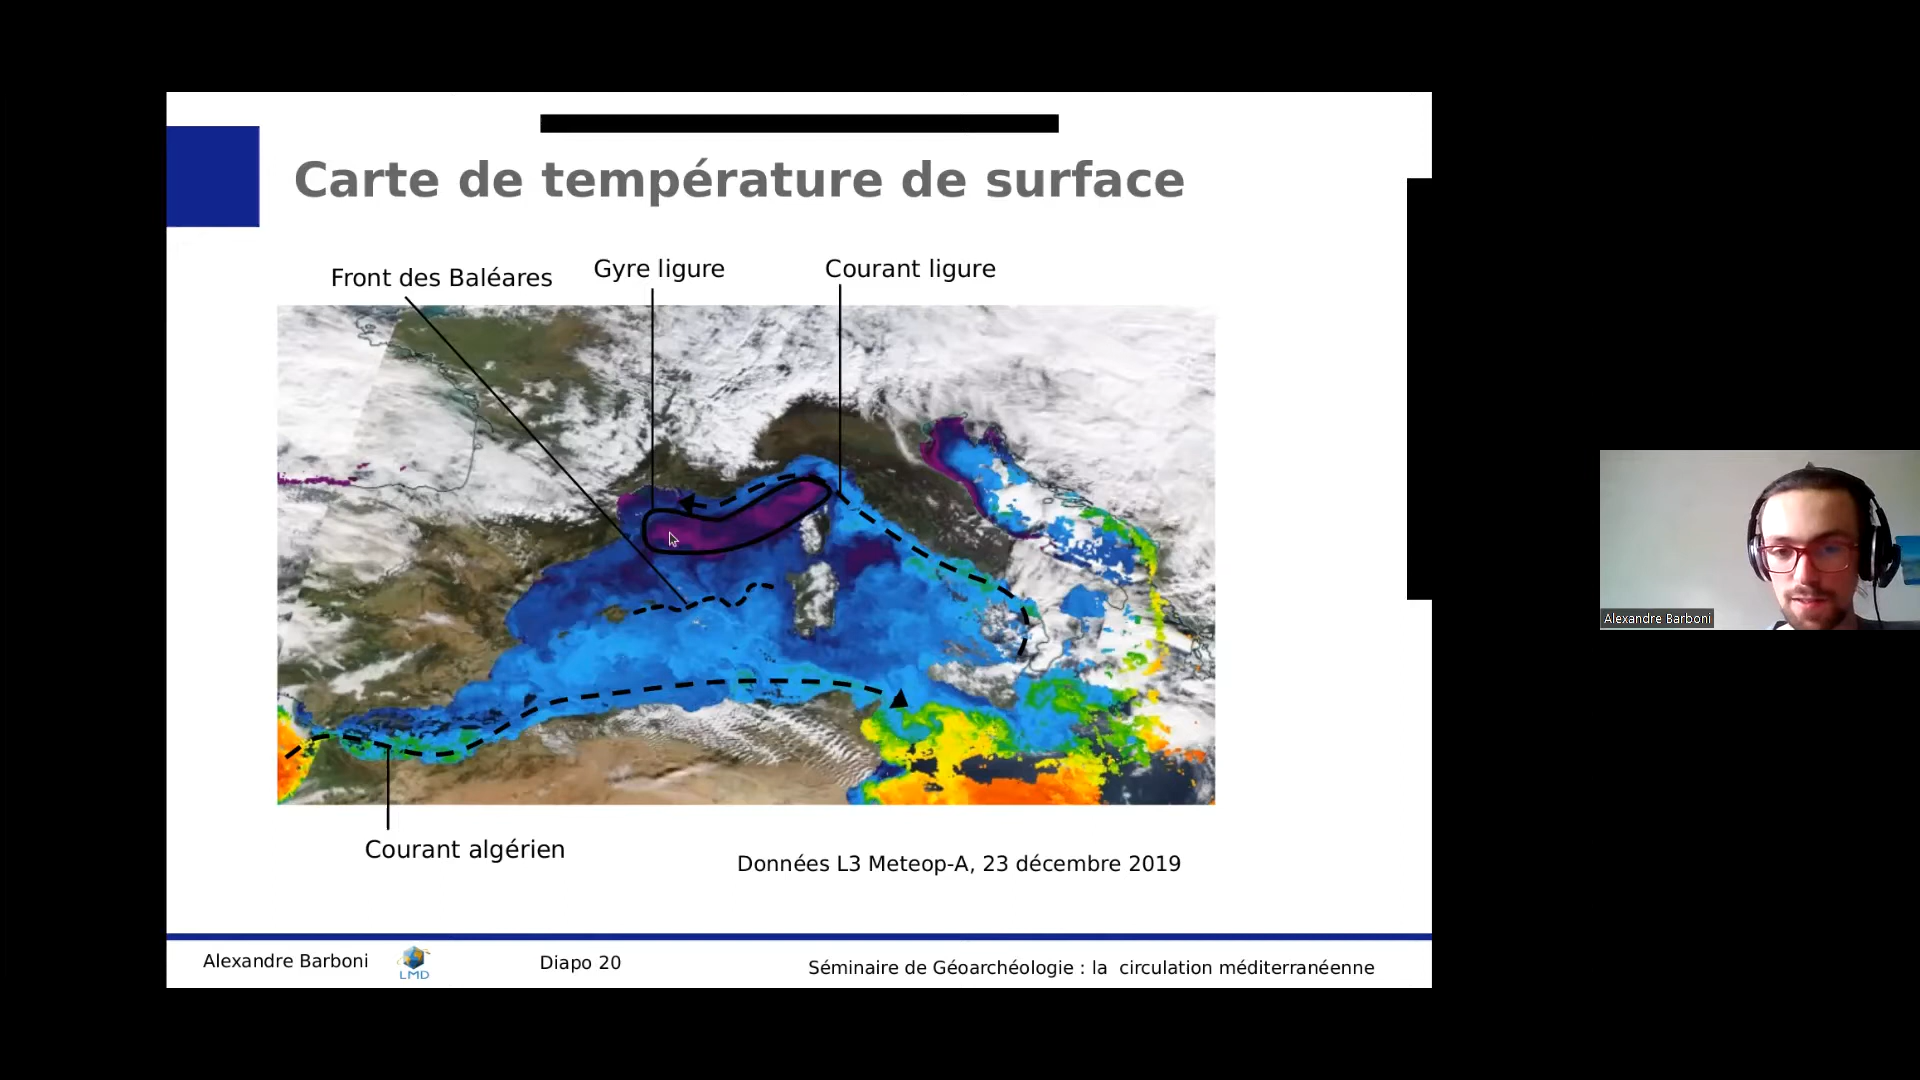 Carte de température de surface
Front des Baléares
Gyre ligure
Courant ligure
Courant algérien
Données L3 Meteop-A, 23 décembre 2019
Alexandre Barboni
LMD
Diapo 20
Séminaire de Géoarchéologie : la circulation méditerranéenne
Alexandre Barboni